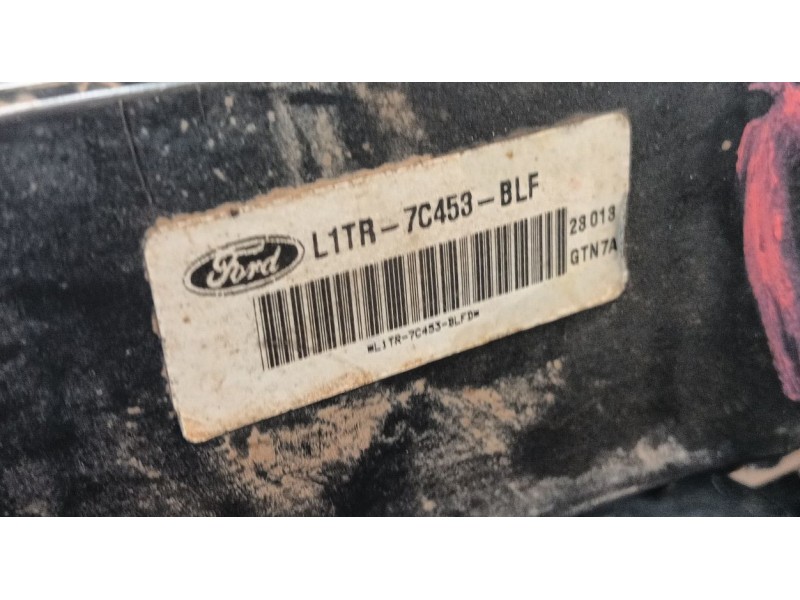 Ford
L1TR-7C453-BLF
23013
GTN7A
*L1TR-7C453-BLFD*